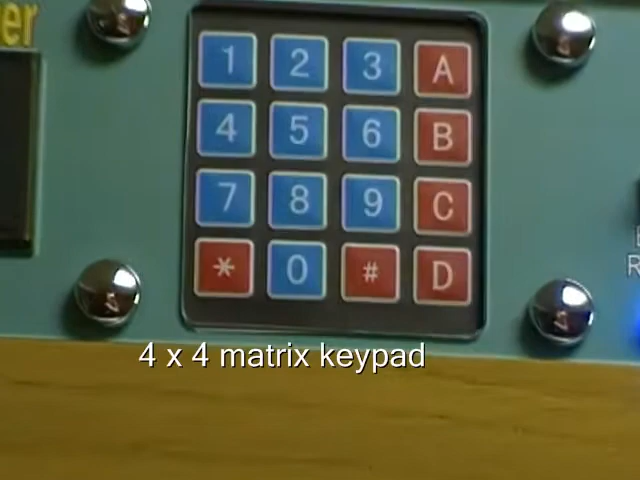 er
1 2 3 A
4 5 6 B
7 8 9 C
* 0 # D
R
4 x 4 matrix keypad